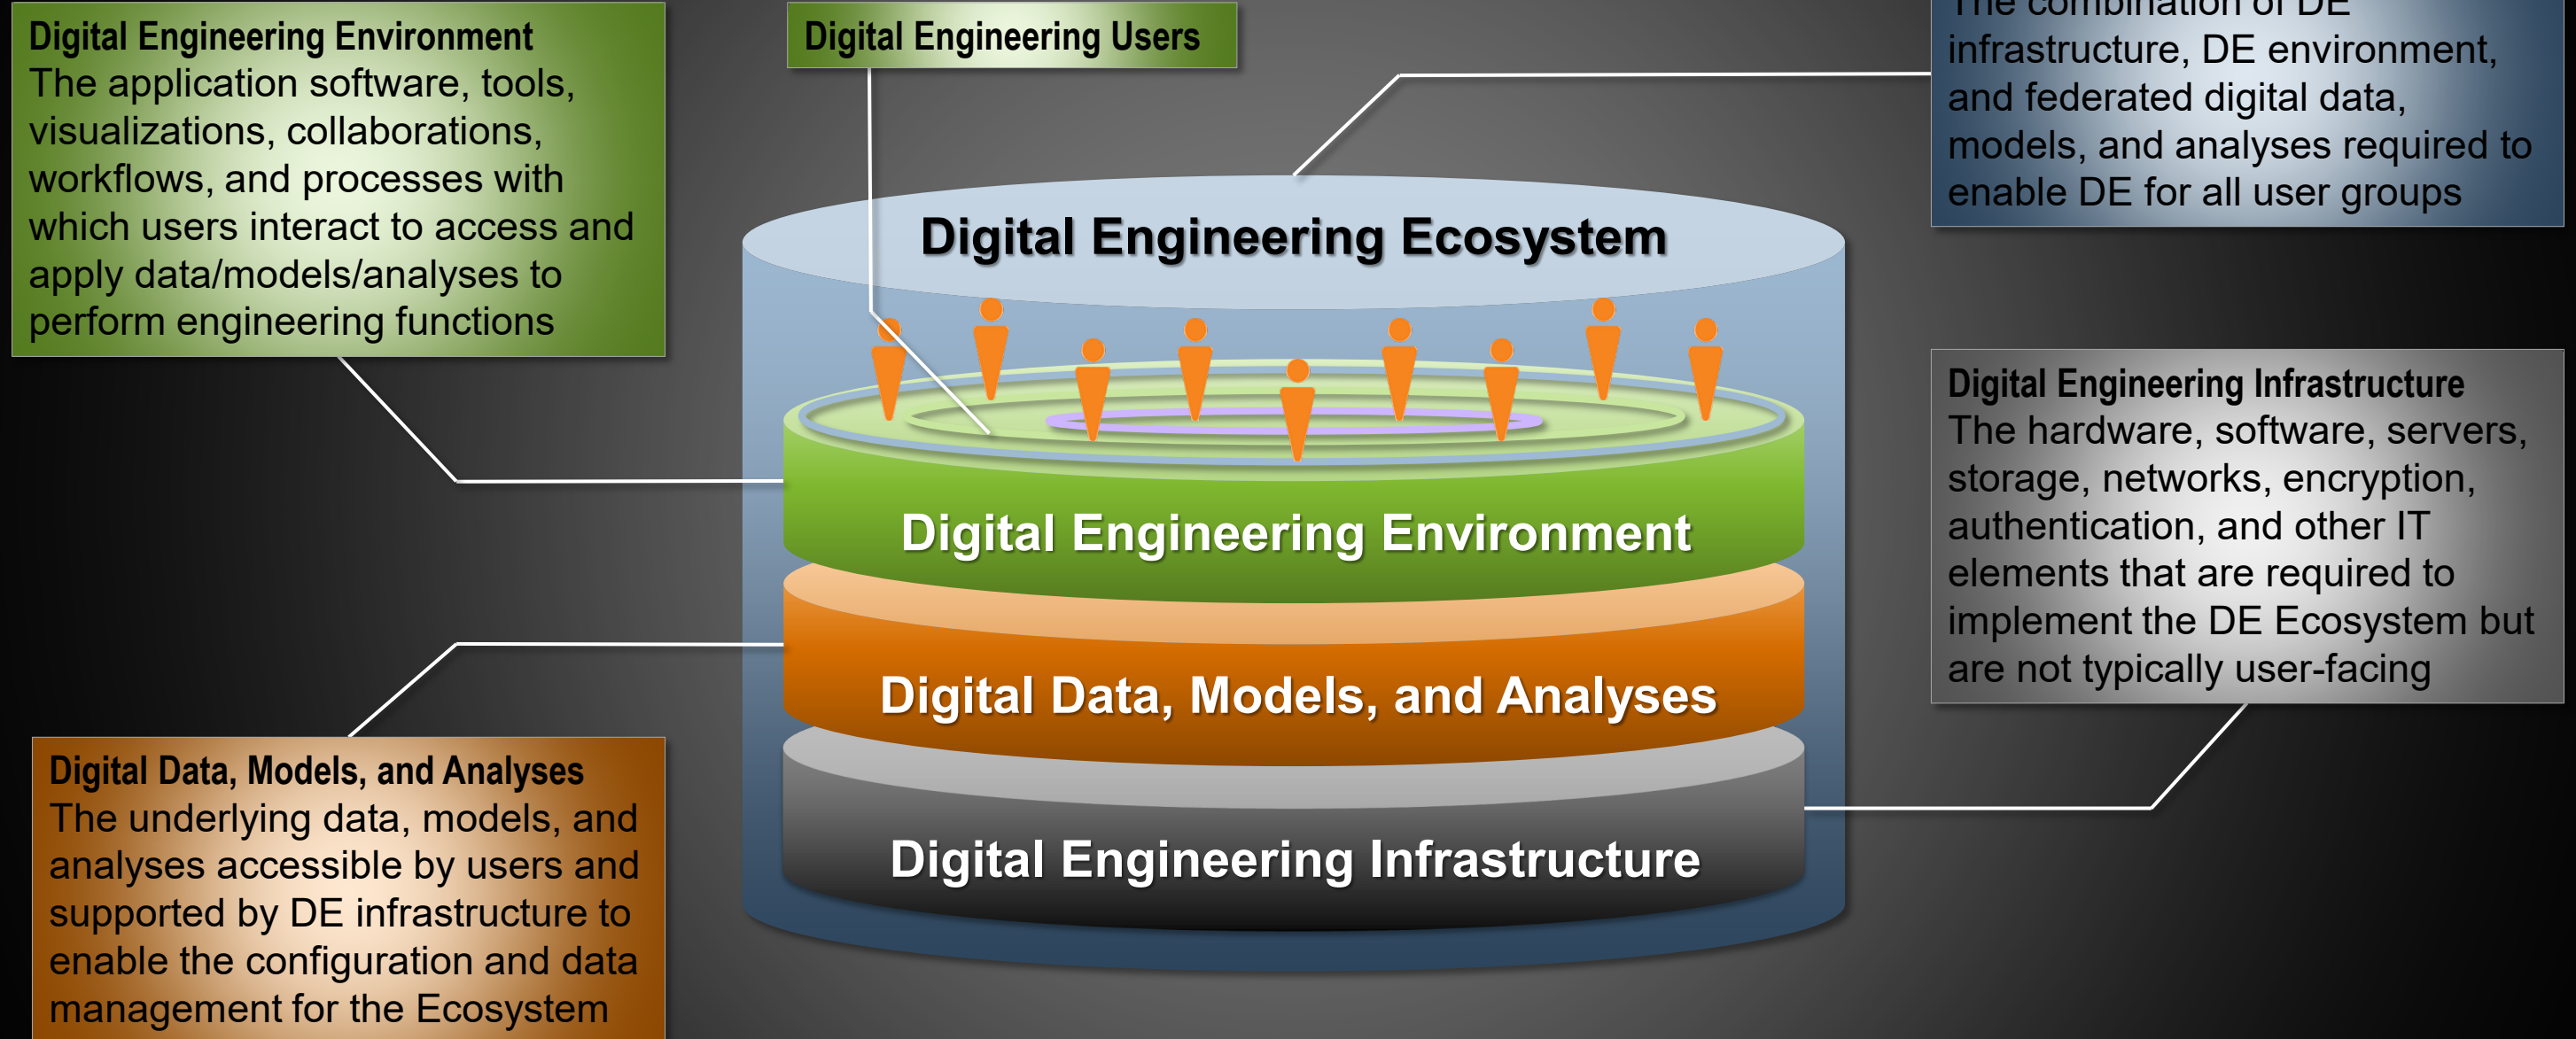 Digital Engineering Environment
The application software, tools,
visualizations, collaborations,
workflows, and processes with
which users interact to access and
apply data/models/analyses to
perform engineering functions
Digital Engineering Users
The combination of DE
infrastructure, DE environment,
and federated digital data,
models, and analyses required to
enable DE for all user groups
Digital Engineering Ecosystem
Digital Engineering Environment
Digital Data, Models, and Analyses
Digital Engineering Infrastructure
Digital Engineering Infrastructure
The hardware, software, servers,
storage, networks, encryption,
authentication, and other IT
elements that are required to
implement the DE Ecosystem but
are not typically user-facing
Digital Data, Models, and Analyses
The underlying data, models, and
analyses accessible by users and
supported by DE infrastructure to
enable the configuration and data
management for the Ecosystem